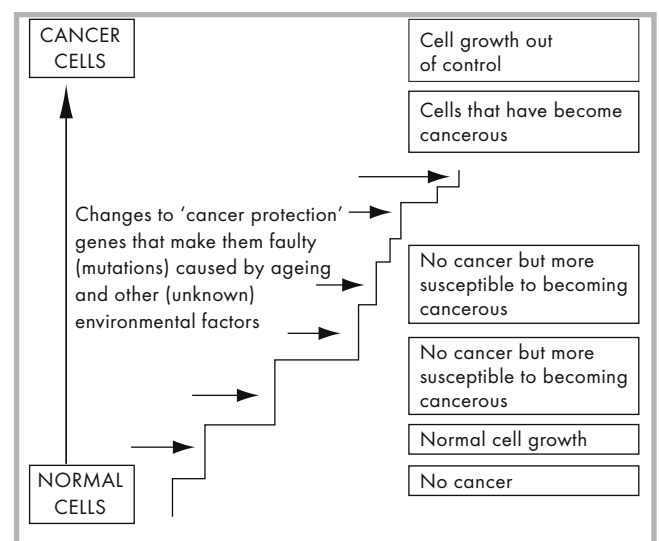 CANCER
CELLS
Cell growth out
of control
Cells that have become
cancerous
Changes to ‘cancer protection’
genes that make them faulty
(mutations) caused by ageing
and other (unknown)
environmental factors
No cancer but more
susceptible to becoming
cancerous
No cancer but more
susceptible to becoming
cancerous
Normal cell growth
No cancer
NORMAL
CELLS